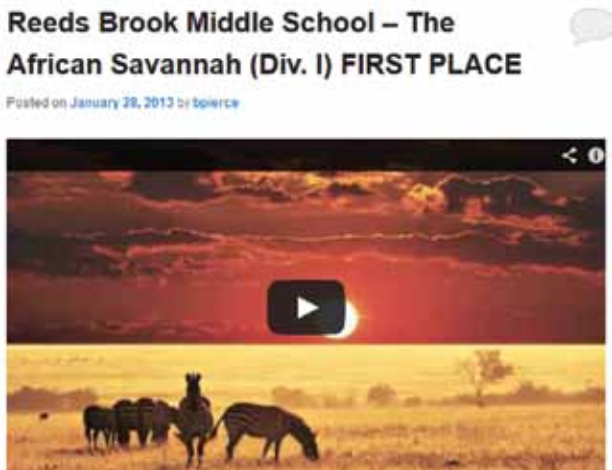 Reeds Brook Middle School – The
African Savannah (Div. I) FIRST PLACE
Posted on January 28, 2013 by bpierce